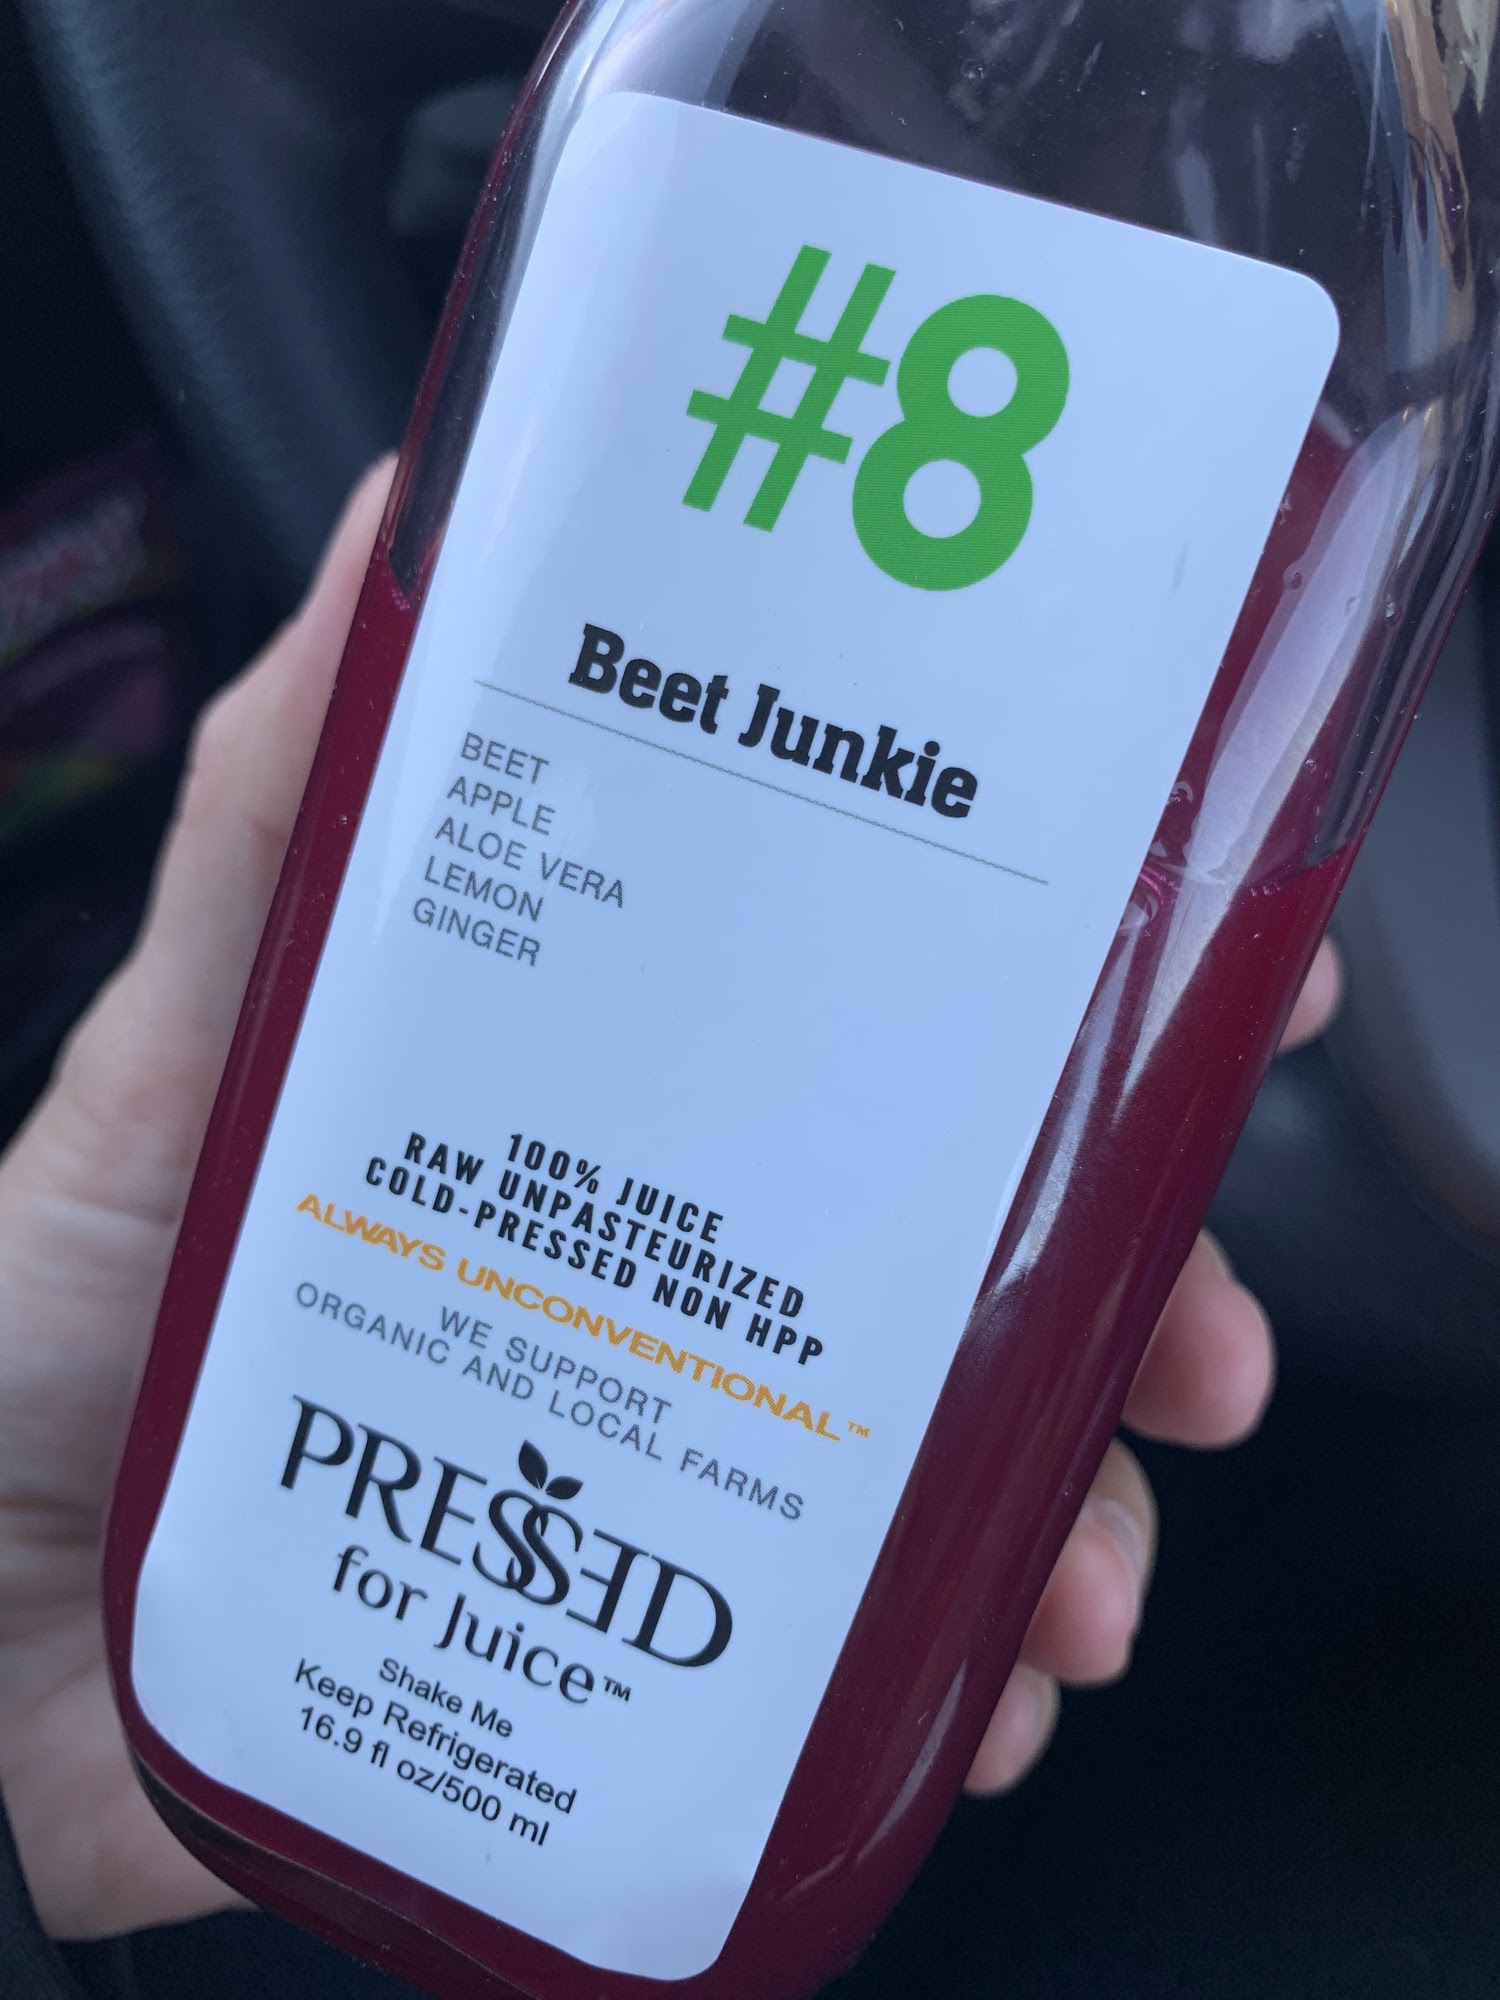 #8
Beet Junkie
BEET
APPLE
ALOE VERA
LEMON
GINGER
100% JUICE
RAW UNPASTEURIZED
COLD-PRESSED NON HPP
ALWAYS UNCONVENTIONAL™
WE SUPPORT
ORGANIC AND LOCAL FARMS
PRESSED
for Juice™
Shake Me
Keep Refrigerated
16.9 fl oz/500 ml